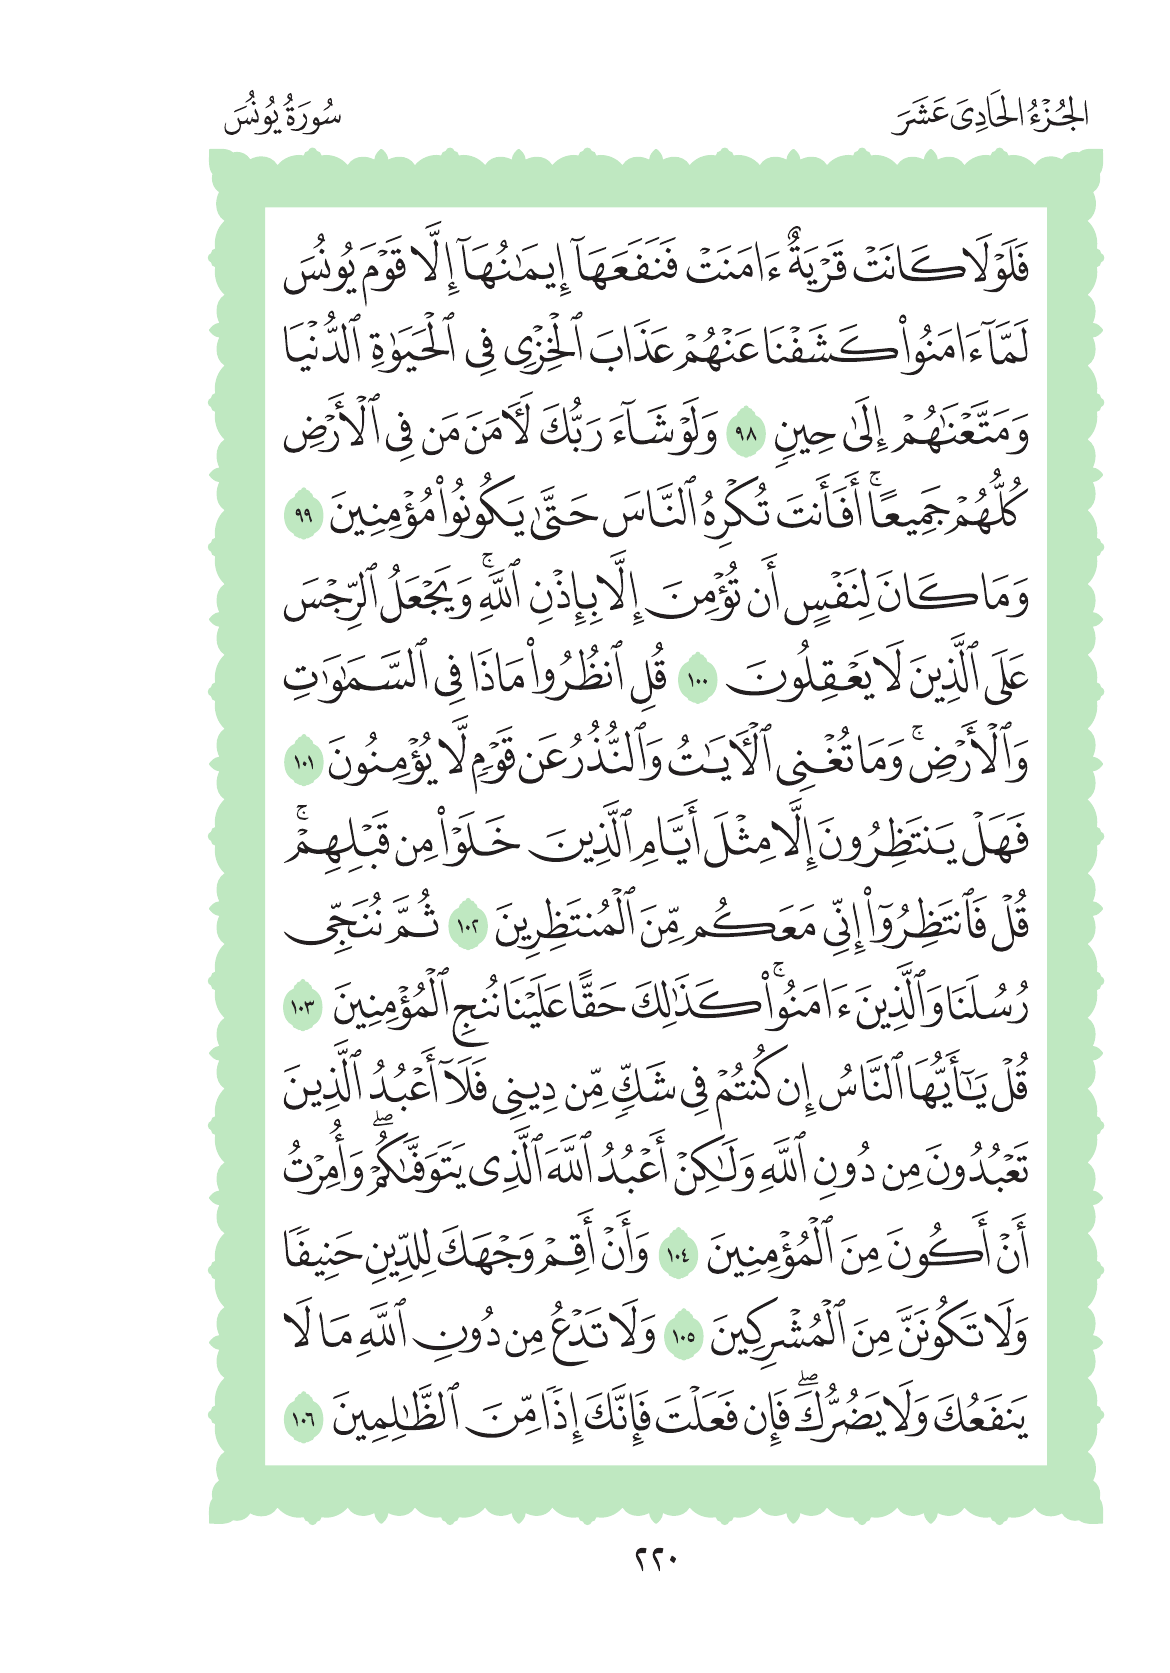 الجُزْءُ الحَادِيَ عَشَرَ
سُورَةُ يُونُسَ
فَلَوْلَا كَانَتْ قَرْيَةٌ ءَامَنَتْ فَنَفَعَهَآ إِيمَٰنُهَآ إِلَّا قَوْمَ يُونُسَ
لَمَّآ ءَامَنُوا۟ كَشَفْنَا عَنْهُمْ عَذَابَ ٱلْخِزْىِ فِى ٱلْحَيَوٰةِ ٱلدُّنْيَا
وَمَتَّعْنَٰهُمْ إِلَىٰ حِينٍ ٩٨ وَلَوْ شَآءَ رَبُّكَ لَءَامَنَ مَن فِى ٱلْأَرْضِ
كُلُّهُمْ جَمِيعًا ۚ أَفَأَنتَ تُكْرِهُ ٱلنَّاسَ حَتَّىٰ يَكُونُوا۟ مُؤْمِنِينَ ٩٩
وَمَا كَانَ لِنَفْسٍ أَن تُؤْمِنَ إِلَّا بِإِذْنِ ٱللَّهِ ۚ وَيَجْعَلُ ٱلرِّجْسَ
عَلَى ٱلَّذِينَ لَا يَعْقِلُونَ ١٠٠ قُلِ ٱنظُرُوا۟ مَاذَا فِى ٱلسَّمَٰوَٰتِ
وَٱلْأَرْضِ ۚ وَمَا تُغْنِى ٱلْءَايَٰتُ وَٱلنُّذُرُ عَن قَوْمٍ لَّا يُؤْمِنُونَ ١٠١
فَهَلْ يَنتَظِرُونَ إِلَّا مِثْلَ أَيَّامِ ٱلَّذِينَ خَلَوْا۟ مِن قَبْلِهِمْ ۚ
قُلْ فَٱنتَظِرُوٓا۟ إِنِّى مَعَكُم مِّنَ ٱلْمُنتَظِرِينَ ١٠٢ ثُمَّ نُنَجِّى
رُسُلَنَا وَٱلَّذِينَ ءَامَنُوا۟ ۚ كَذَٰلِكَ حَقًّا عَلَيْنَا نُنجِ ٱلْمُؤْمِنِينَ ١٠٣
قُلْ يَٰٓأَيُّهَا ٱلنَّاسُ إِن كُنتُمْ فِى شَكٍّ مِّن دِينِى فَلَآ أَعْبُدُ ٱلَّذِينَ
تَعْبُدُونَ مِن دُونِ ٱللَّهِ وَلَٰكِنْ أَعْبُدُ ٱللَّهَ ٱلَّذِى يَتَوَفَّىٰكُمْ ۖ وَأُمِرْتُ
أَنْ أَكُونَ مِنَ ٱلْمُؤْمِنِينَ ١٠٤ وَأَنْ أَقِمْ وَجْهَكَ لِلدِّينِ حَنِيفًا
وَلَا تَكُونَنَّ مِنَ ٱلْمُشْرِكِينَ ١٠٥ وَلَا تَدْعُ مِن دُونِ ٱللَّهِ مَا لَا
يَنفَعُكَ وَلَا يَضُرُّكَ ۖ فَإِن فَعَلْتَ فَإِنَّكَ إِذًا مِّنَ ٱلظَّٰلِمِينَ ١٠٦
٢٢٠